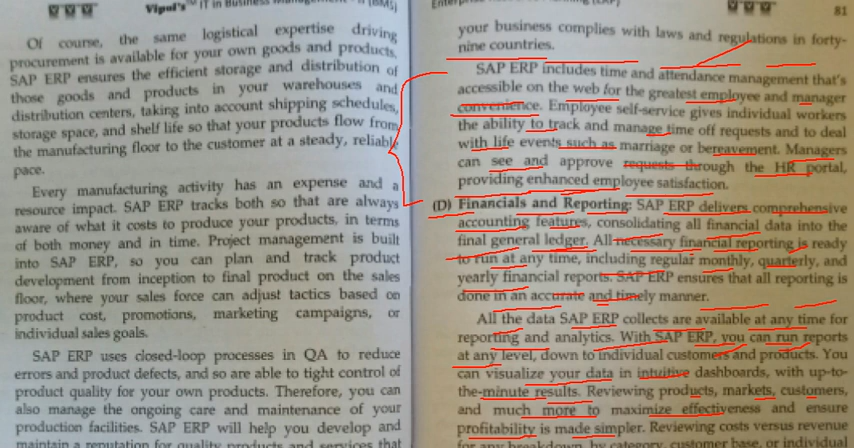 Vipul's IT in Business Management - II (BMS)
Of course, the same logistical expertise driving
procurement is available for your own goods and products.
SAP ERP ensures the efficient storage and distribution of
those goods and products in your warehouses and
distribution centers, taking into account shipping schedules,
storage space, and shelf life so that your products flow from
the manufacturing floor to the customer at a steady, reliable
pace.
Every manufacturing activity has an expense and a
resource impact. SAP ERP tracks both so that are always
aware of what it costs to produce your products, in terms
of both money and in time. Project management is built
into SAP ERP, so you can plan and track product
development from inception to final product on the sales
floor, where your sales force can adjust tactics based on
product cost, promotions, marketing campaigns, or
individual sales goals.
SAP ERP uses closed-loop processes in QA to reduce
errors and product defects, and so are able to tight control of
product quality for your own products. Therefore, you can
also manage the ongoing care and maintenance of your
production facilities. SAP ERP will help you develop and
maintain a reputation for quality products and services that
81
your business complies with laws and regulations in forty-
nine countries.
SAP ERP includes time and attendance management that's
accessible on the web for the greatest employee and manager
convenience. Employee self-service gives individual workers
the ability to track and manage time off requests and to deal
with life events such as marriage or bereavement. Managers
can see and approve requests through the HR portal,
providing enhanced employee satisfaction.
(D) Financials and Reporting: SAP ERP delivers comprehensive
accounting features, consolidating all financial data into the
final general ledger. All necessary financial reporting is ready
to run at any time, including regular monthly, quarterly, and
yearly financial reports. SAP ERP ensures that all reporting is
done in an accurate and timely manner.
All the data SAP ERP collects are available at any time for
reporting and analytics. With SAP ERP, you can run reports
at any level, down to individual customers and products. You
can visualize your data in intuitive dashboards, with up-to-
the-minute results. Reviewing products, markets, customers,
and much more to maximize effectiveness and ensure
profitability is made simpler. Reviewing costs versus revenue
for any breakdown, by category, customer base, or individual